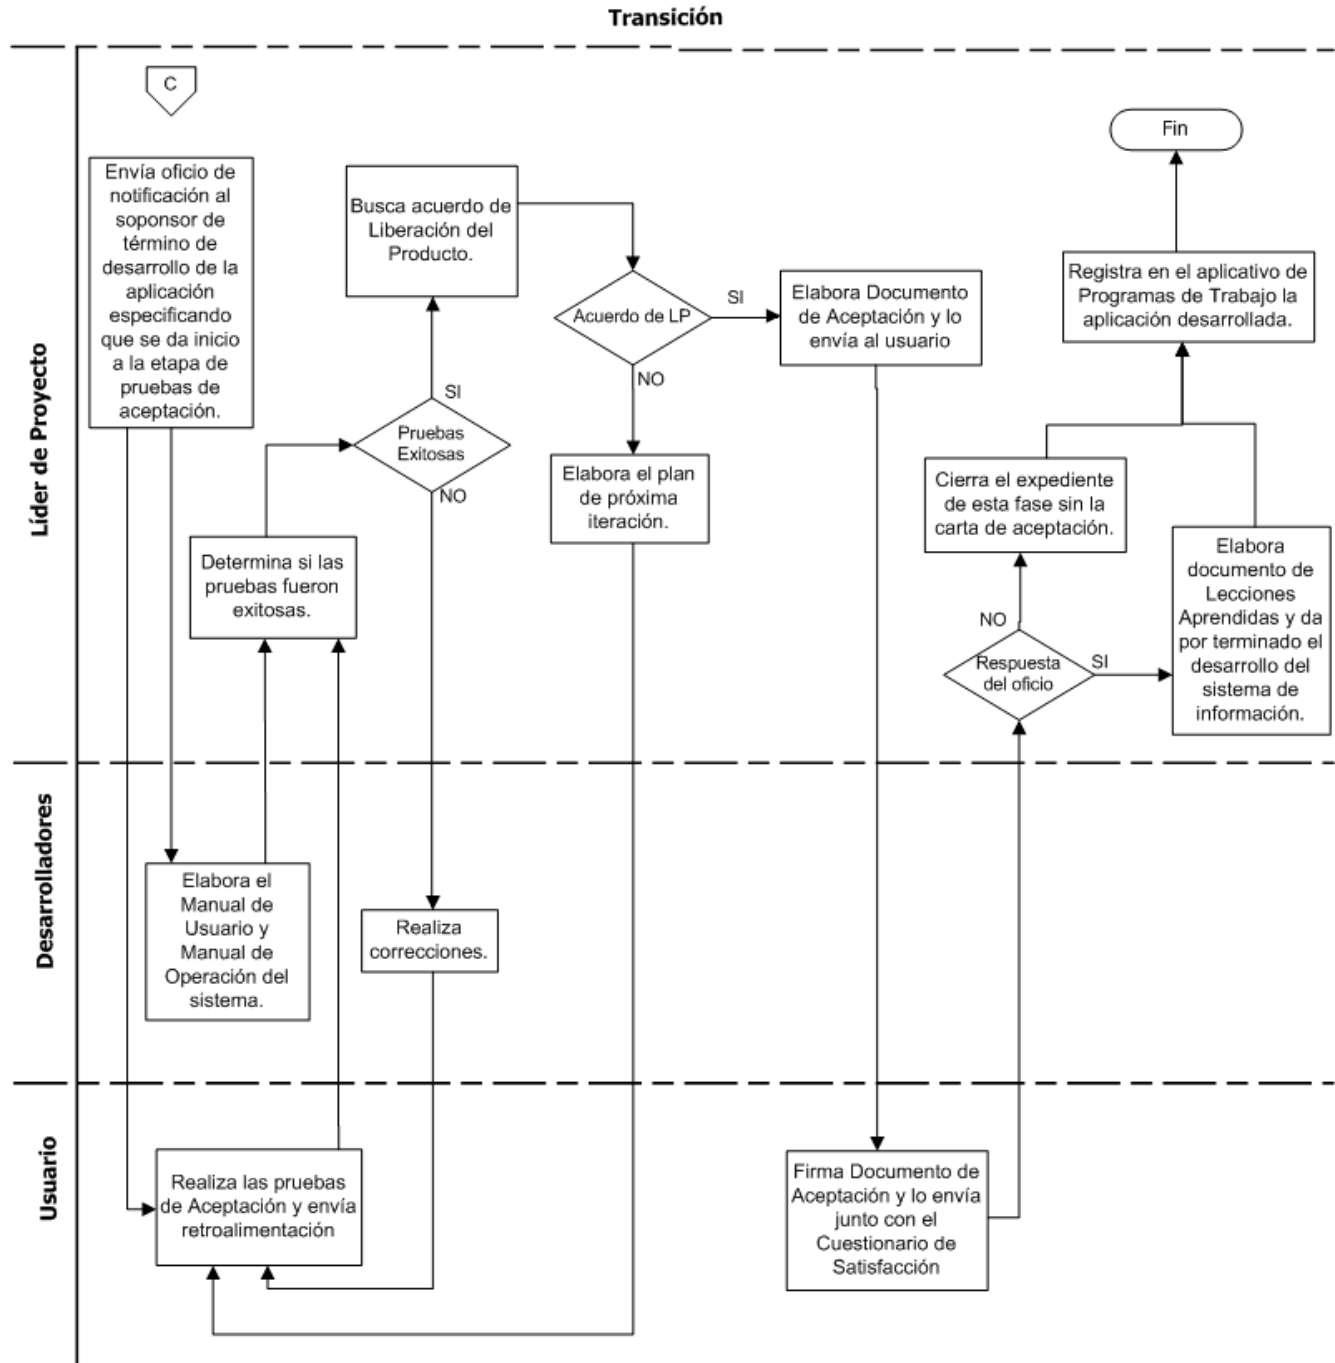 Transición
Líder de Proyecto
C
Envía oficio de
notificación al
soponsor de
término de
desarrollo de la
aplicación
especificando
que se da inicio
a la etapa de
pruebas de
aceptación.
Busca acuerdo de
Liberación del
Producto.
Acuerdo de LP
SI
NO
Elabora Documento
de Aceptación y lo
envía al usuario
Fin
Registra en el aplicativo de
Programas de Trabajo la
aplicación desarrollada.
Pruebas
Exitosas
SI
NO
Elabora el plan
de próxima
iteración.
Determina si las
pruebas fueron
exitosas.
Cierra el expediente
de esta fase sin la
carta de aceptación.
NO
Respuesta
del oficio
SI
Elabora
documento de
Lecciones
Aprendidas y da
por terminado el
desarrollo del
sistema de
información.
Desarrolladores
Elabora el
Manual de
Usuario y
Manual de
Operación del
sistema.
Realiza
correcciones.
Usuario
Realiza las pruebas
de Aceptación y envía
retroalimentación
Firma Documento de
Aceptación y lo envía
junto con el
Cuestionario de
Satisfacción